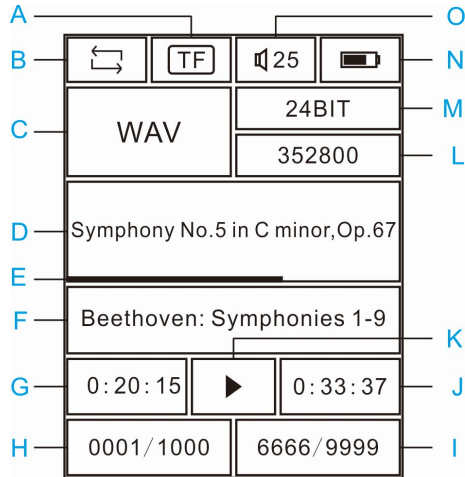 A
O
B
TF
25
N
C
WAV
24BIT
M
352800
L
D
Symphony No.5 in C minor,Op.67
E
F
Beethoven: Symphonies 1-9
K
G
0:20:15
0:33:37
J
H
0001/1000
6666/9999
I